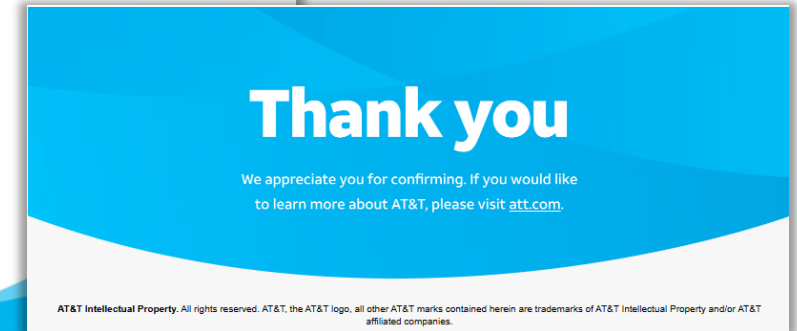 Thank you
We appreciate you for confirming. If you would like
to learn more about AT&T, please visit att.com.
AT&T Intellectual Property. All rights reserved. AT&T, the AT&T logo, all other AT&T marks contained herein are trademarks of AT&T Intellectual Property and/or AT&T
affiliated companies.